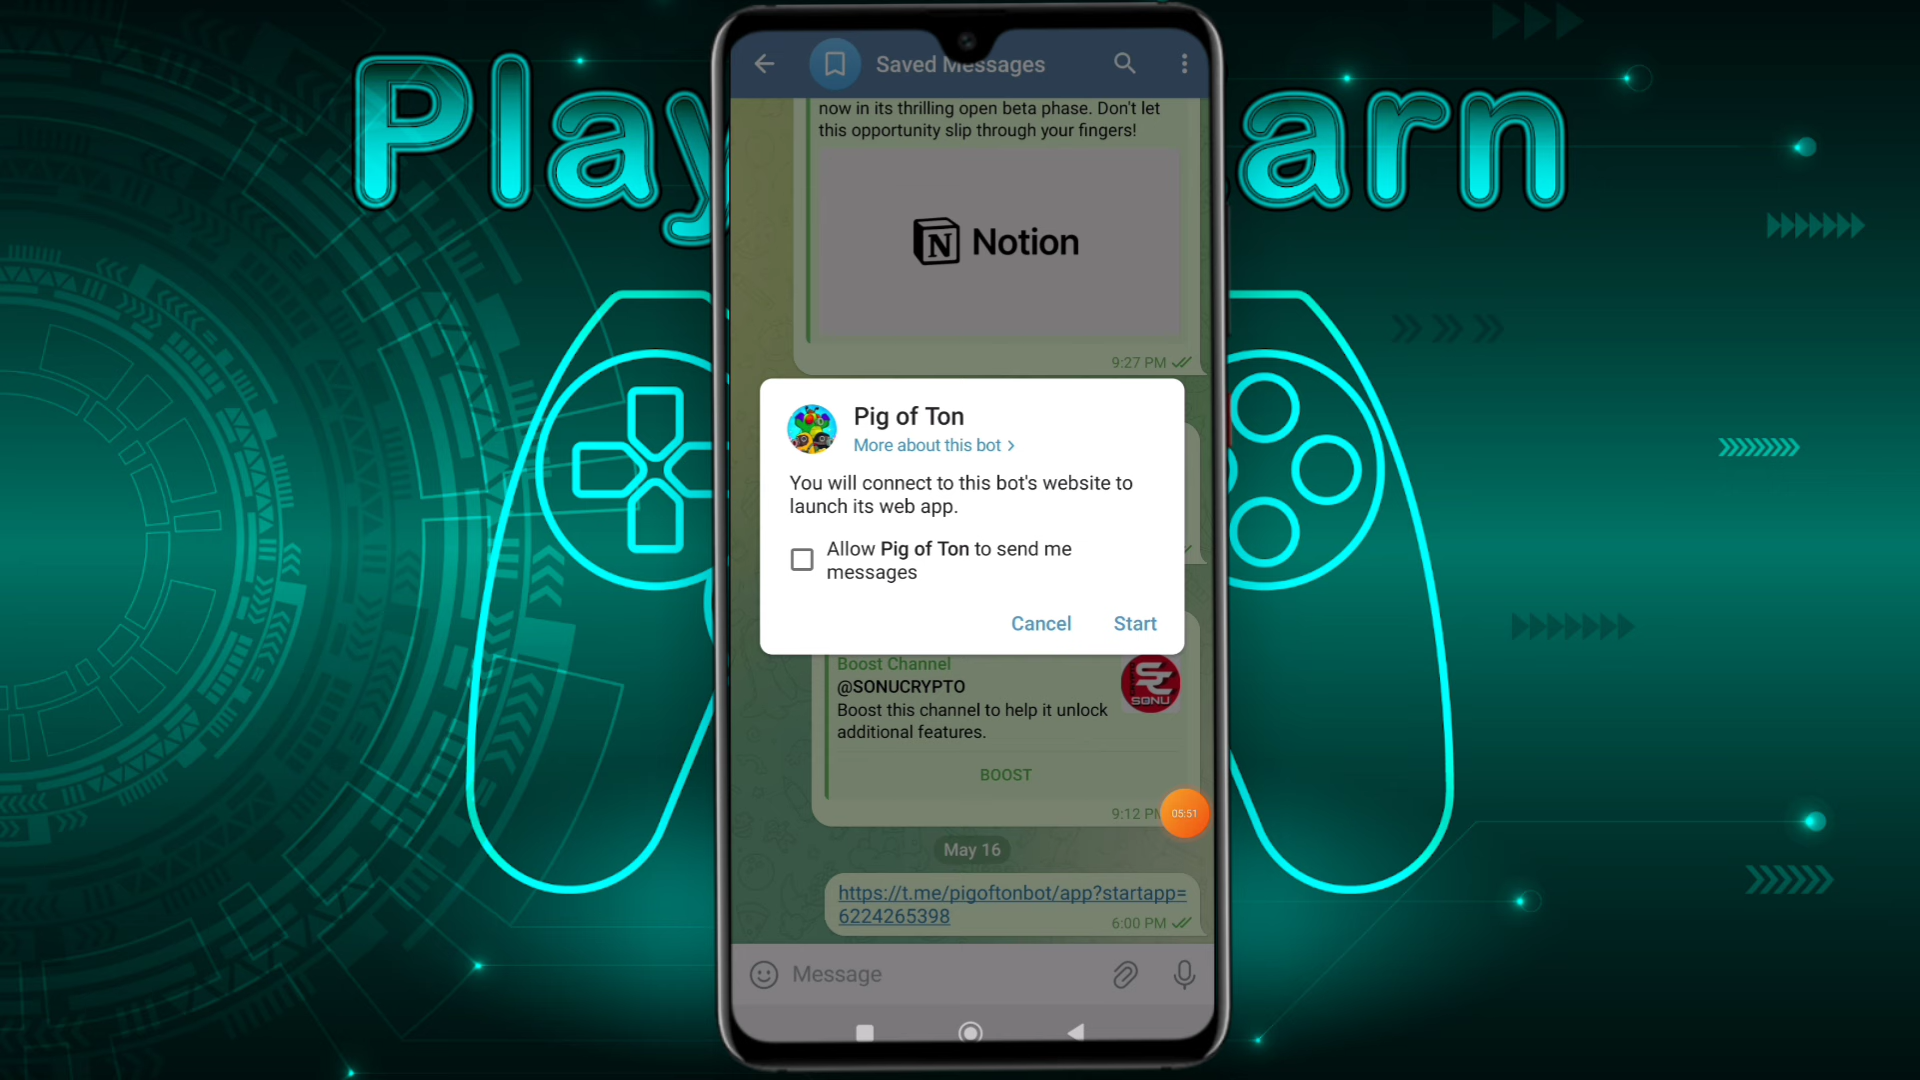 Play
arn
Saved Messages
now in its thrilling open beta phase. Don't let
this opportunity slip through your fingers!
N Notion
9:27 PM
Pig of Ton
More about this bot >
You will connect to this bot's website to
launch its web app.
Allow Pig of Ton to send me
messages
Cancel Start
Boost Channel
@SONUCRYPTO
Boost this channel to help it unlock
additional features.
SC
SONU
BOOST
9:12 PM
05:51
May 16
https://t.me/pigoftonbot/app?startapp=
6224265398
6:00 PM
Message